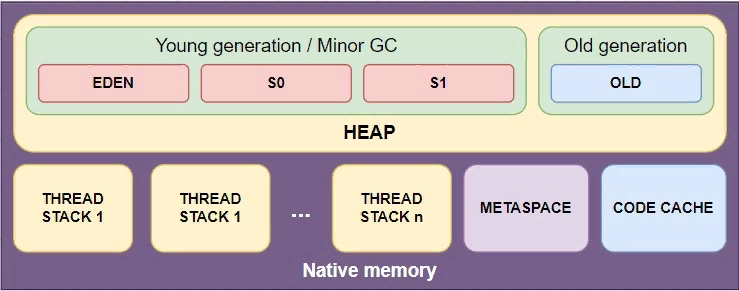 Young generation / Minor GC
Old generation
EDEN
S0
S1
OLD
HEAP
THREAD
STACK 1
THREAD
STACK 1
...
THREAD
STACK n
METASPACE
CODE CACHE
Native memory